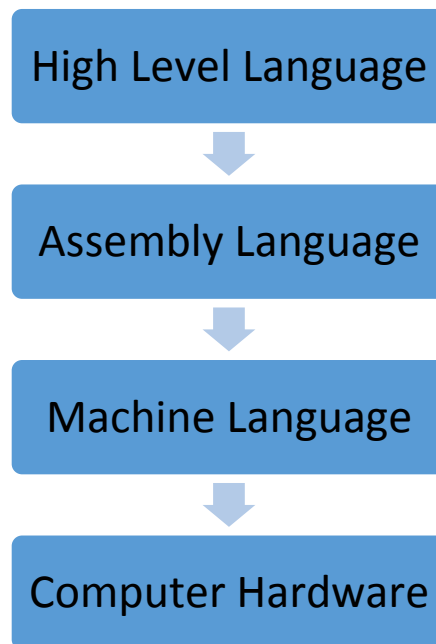 High Level Language
Assembly Language
Machine Language
Computer Hardware